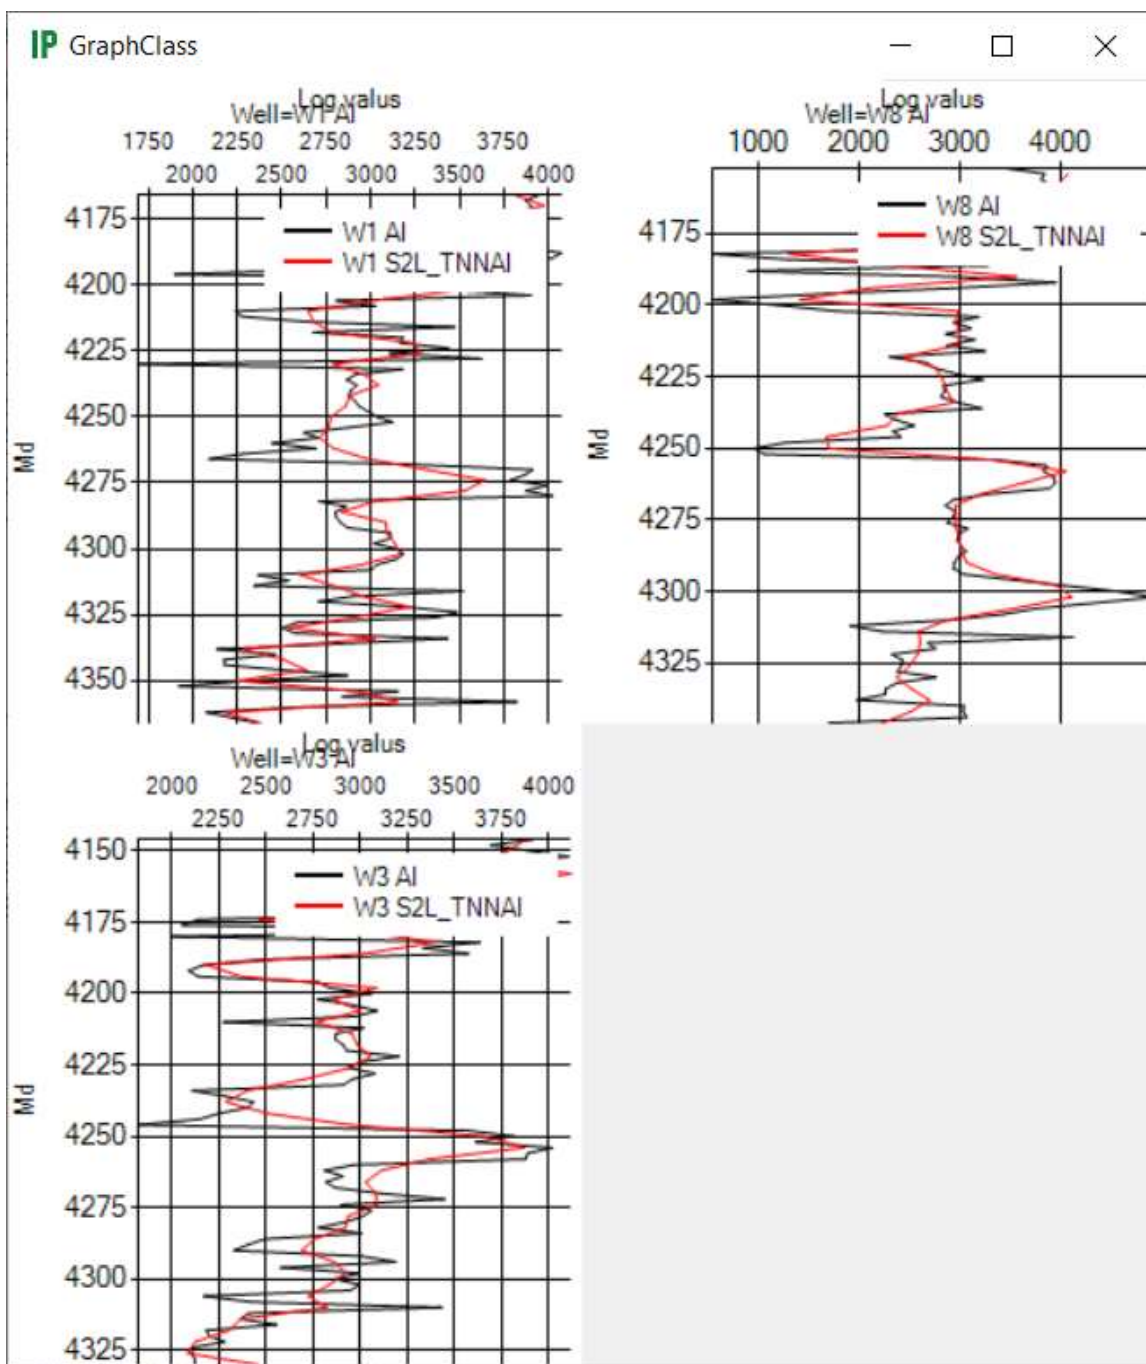 IP GraphClass
Log valus
Well=W1 AI
1750 2250 2750 3250 3750
2000 2500 3000 3500 4000
W1 AI
W1 S2L_TNNAI
4175
4200
4225
4250
4275
4300
4325
4350
Md
Log valus
Well=W8 AI
1000 2000 3000 4000
W8 AI
W8 S2L_TNNAI
4175
4200
4225
4250
4275
4300
4325
Md
Log valus
Well=W3 AI
2000 2500 3000 3500 4000
2250 2750 3250 3750
W3 AI
W3 S2L_TNNAI
4150
4175
4200
4225
4250
4275
4300
4325
Md